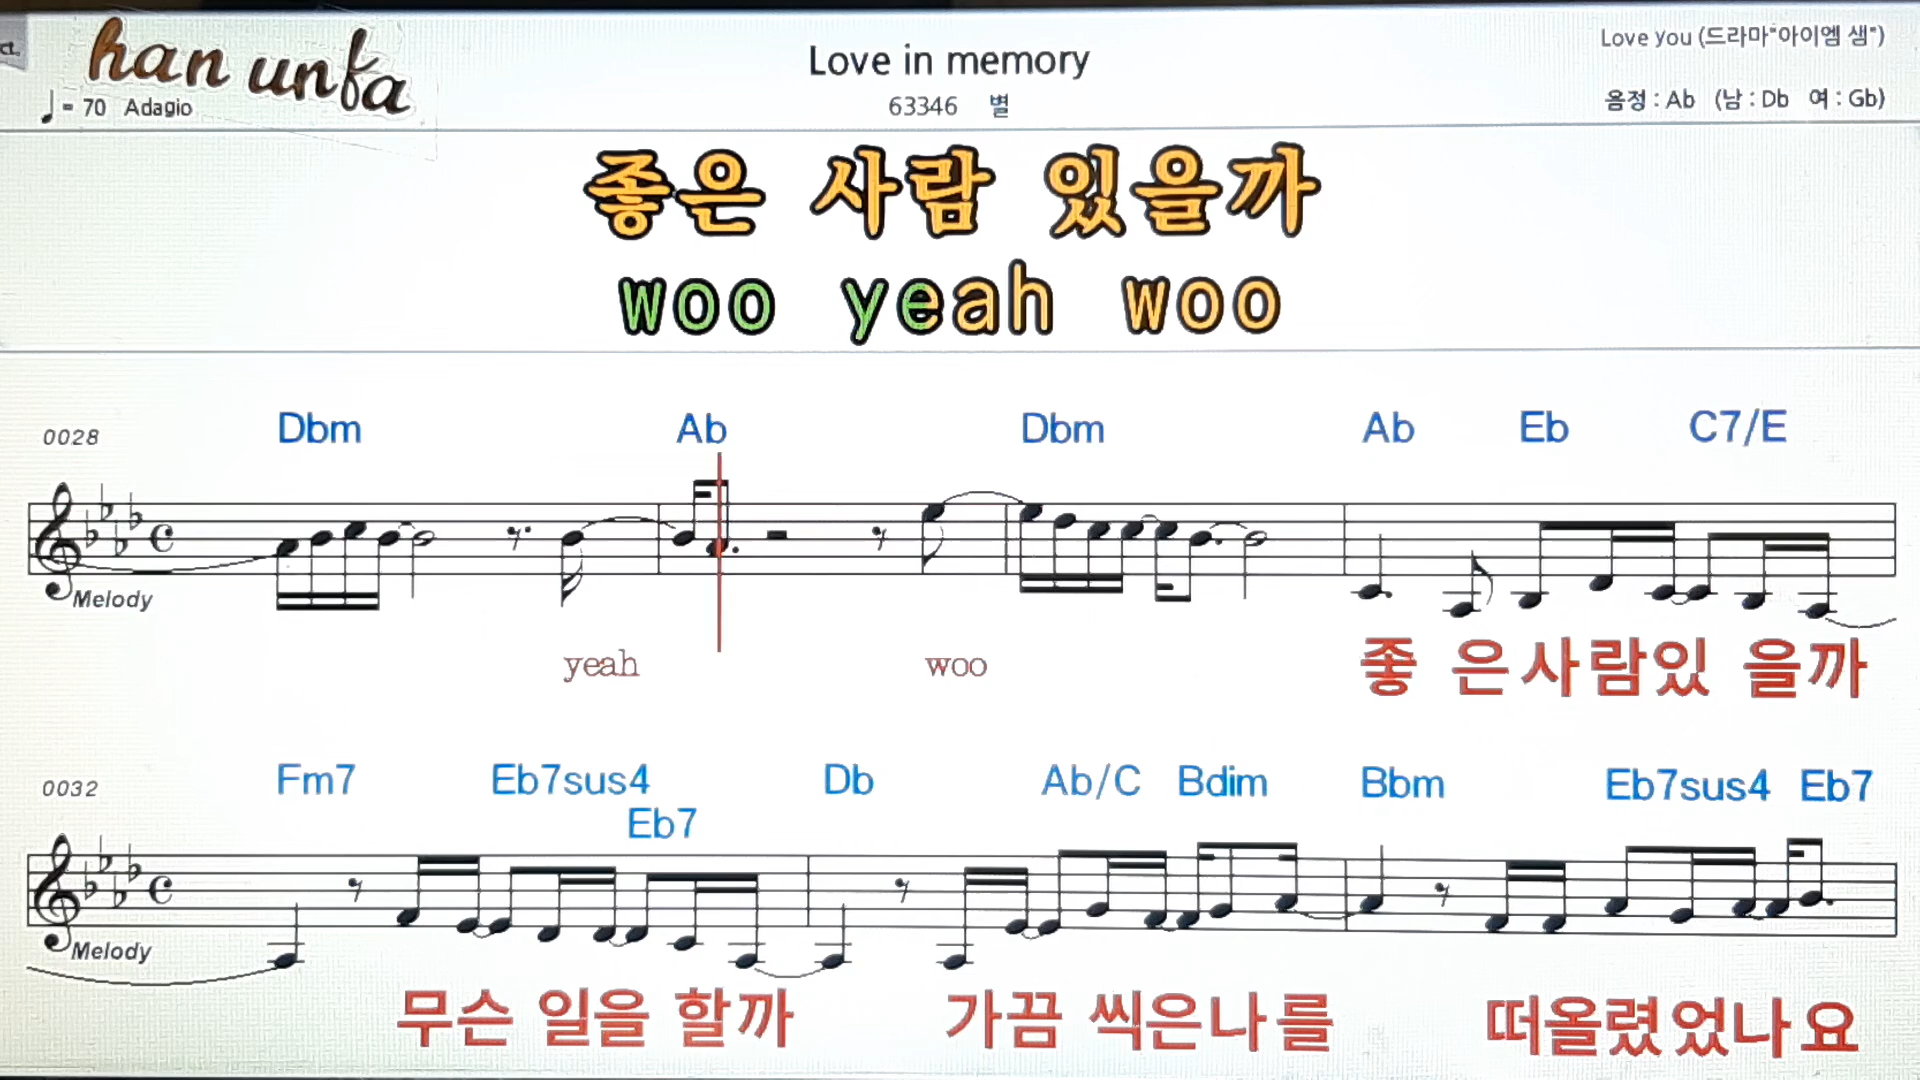 ct.
han unfa
♩= 70 Adagio
Love in memory
63346 별
Love you (드라마"아이엠 샘")
음정 : Ab (남 : Db 여 : Gb)
좋은 사람 있을까
woo yeah woo
0028 Dbm Ab Dbm Ab Eb C7/E
Melody
yeah woo 좋 은사람있 을까
0032 Fm7 Eb7sus4 Eb7 Db Ab/C Bdim Bbm Eb7sus4 Eb7
Melody
무슨 일을 할까 가끔 씩은나를 떠올렸었나요